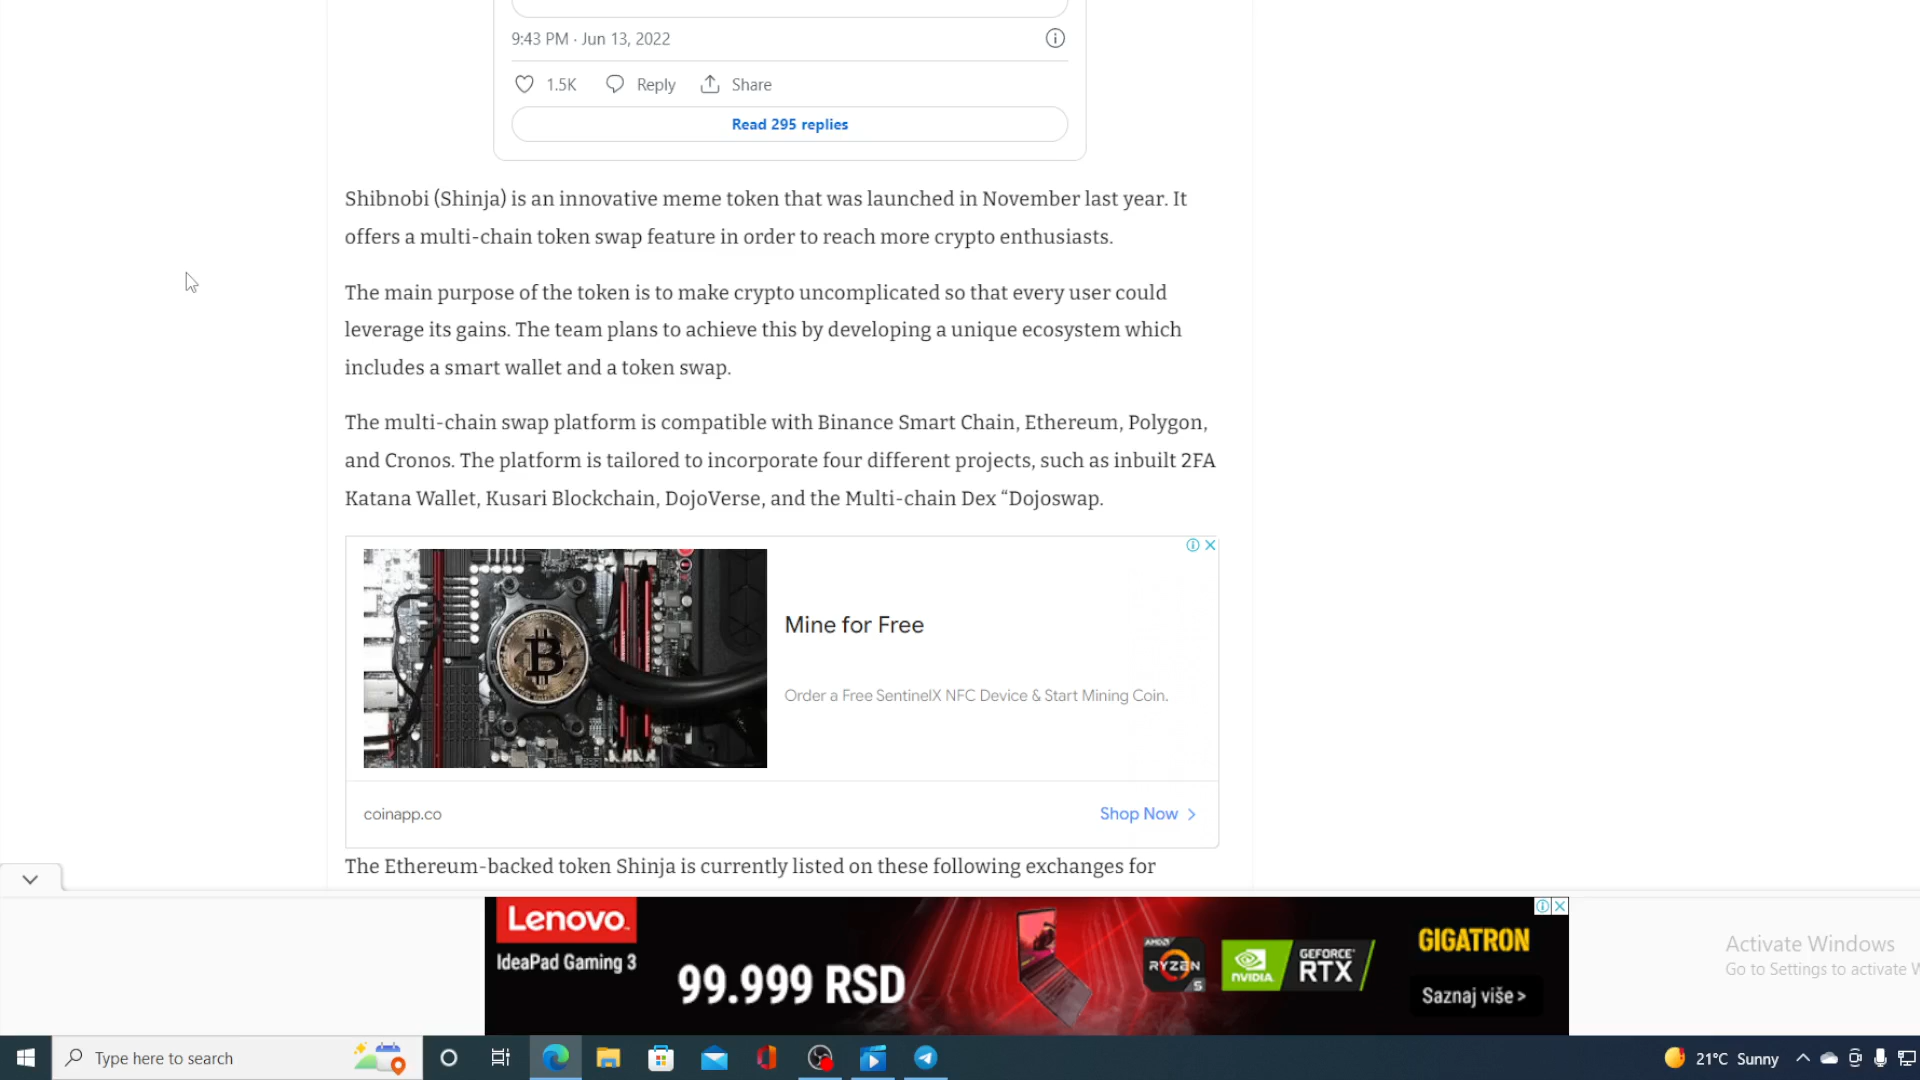 9:43 PM · Jun 13, 2022
1.5K Reply Share
Read 295 replies
Shibnobi (Shinja) is an innovative meme token that was launched in November last year. It
offers a multi-chain token swap feature in order to reach more crypto enthusiasts.
The main purpose of the token is to make crypto uncomplicated so that every user could
leverage its gains. The team plans to achieve this by developing a unique ecosystem which
includes a smart wallet and a token swap.
The multi-chain swap platform is compatible with Binance Smart Chain, Ethereum, Polygon,
and Cronos. The platform is tailored to incorporate four different projects, such as inbuilt 2FA
Katana Wallet, Kusari Blockchain, DojoVerse, and the Multi-chain Dex “Dojoswap.
Mine for Free
Order a Free SentinelX NFC Device & Start Mining Coin.
coinapp.co
Shop Now
The Ethereum-backed token Shinja is currently listed on these following exchanges for
Lenovo
IdeaPad Gaming 3
99.999 RSD
AMD
RYZEN
5
NVIDIA
GEFORCE
RTX
GIGATRON
Saznaj više >
Activate Windows
Go to Settings to activate W
Type here to search
21°C Sunny